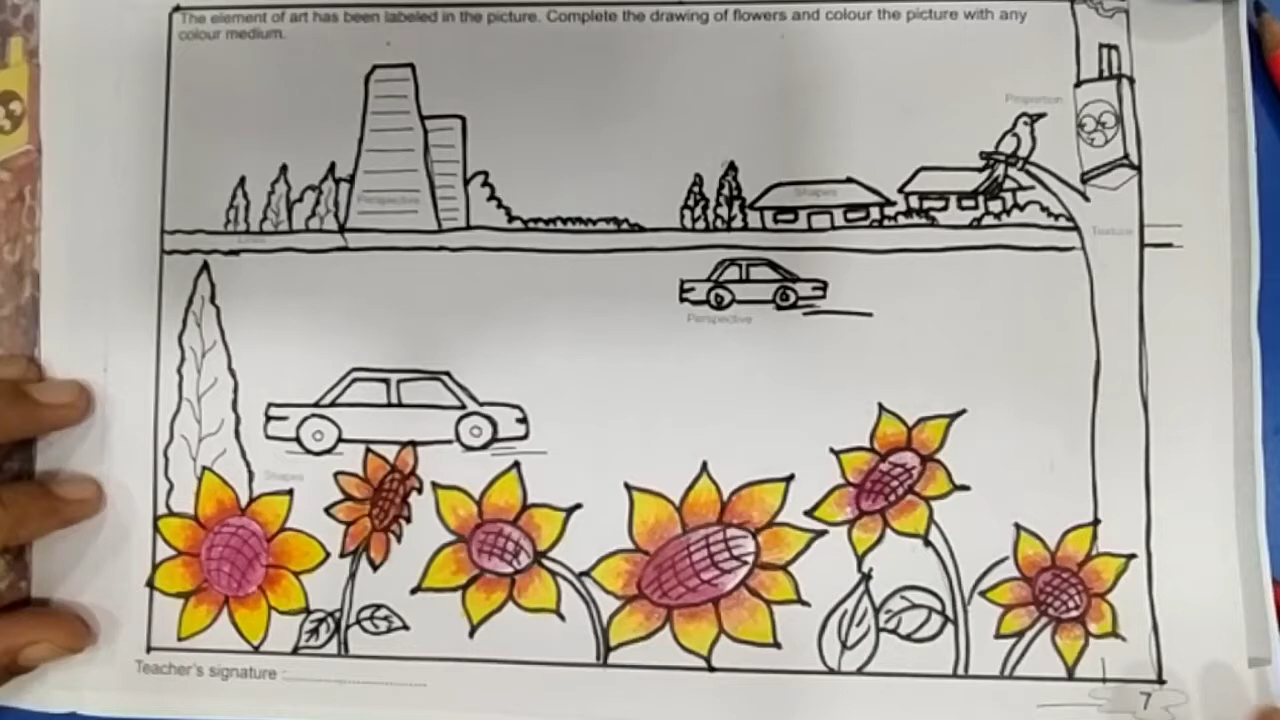 The element of art has been labeled in the picture. Complete the drawing of flowers and colour the picture with any
colour medium.
Proportion
Perspective
Shapes
Lines
Texture
Perspective
Shapes
Teacher's signature
7